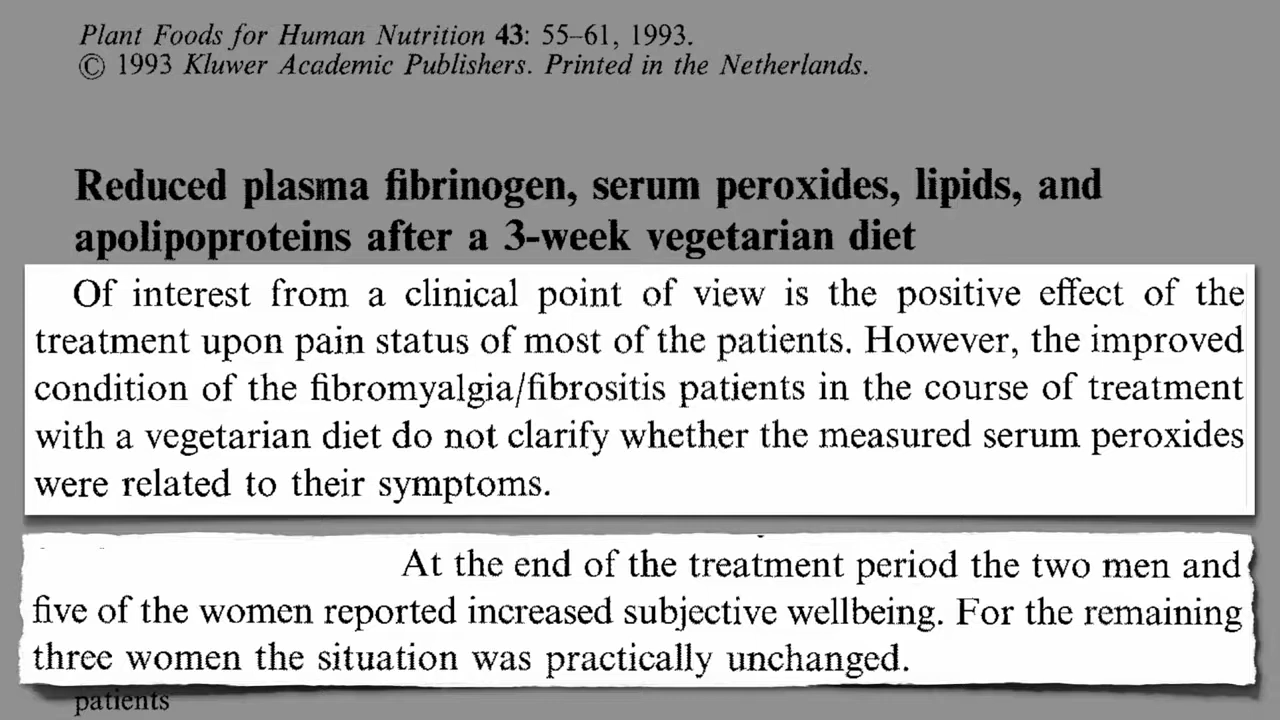 Plant Foods for Human Nutrition 43: 55–61, 1993.
© 1993 Kluwer Academic Publishers. Printed in the Netherlands.
Reduced plasma fibrinogen, serum peroxides, lipids, and
apolipoproteins after a 3-week vegetarian diet
Of interest from a clinical point of view is the positive effect of the
treatment upon pain status of most of the patients. However, the improved
condition of the fibromyalgia/fibrositis patients in the course of treatment
with a vegetarian diet do not clarify whether the measured serum peroxides
were related to their symptoms.
At the end of the treatment period the two men and
five of the women reported increased subjective wellbeing. For the remaining
three women the situation was practically unchanged.
patients